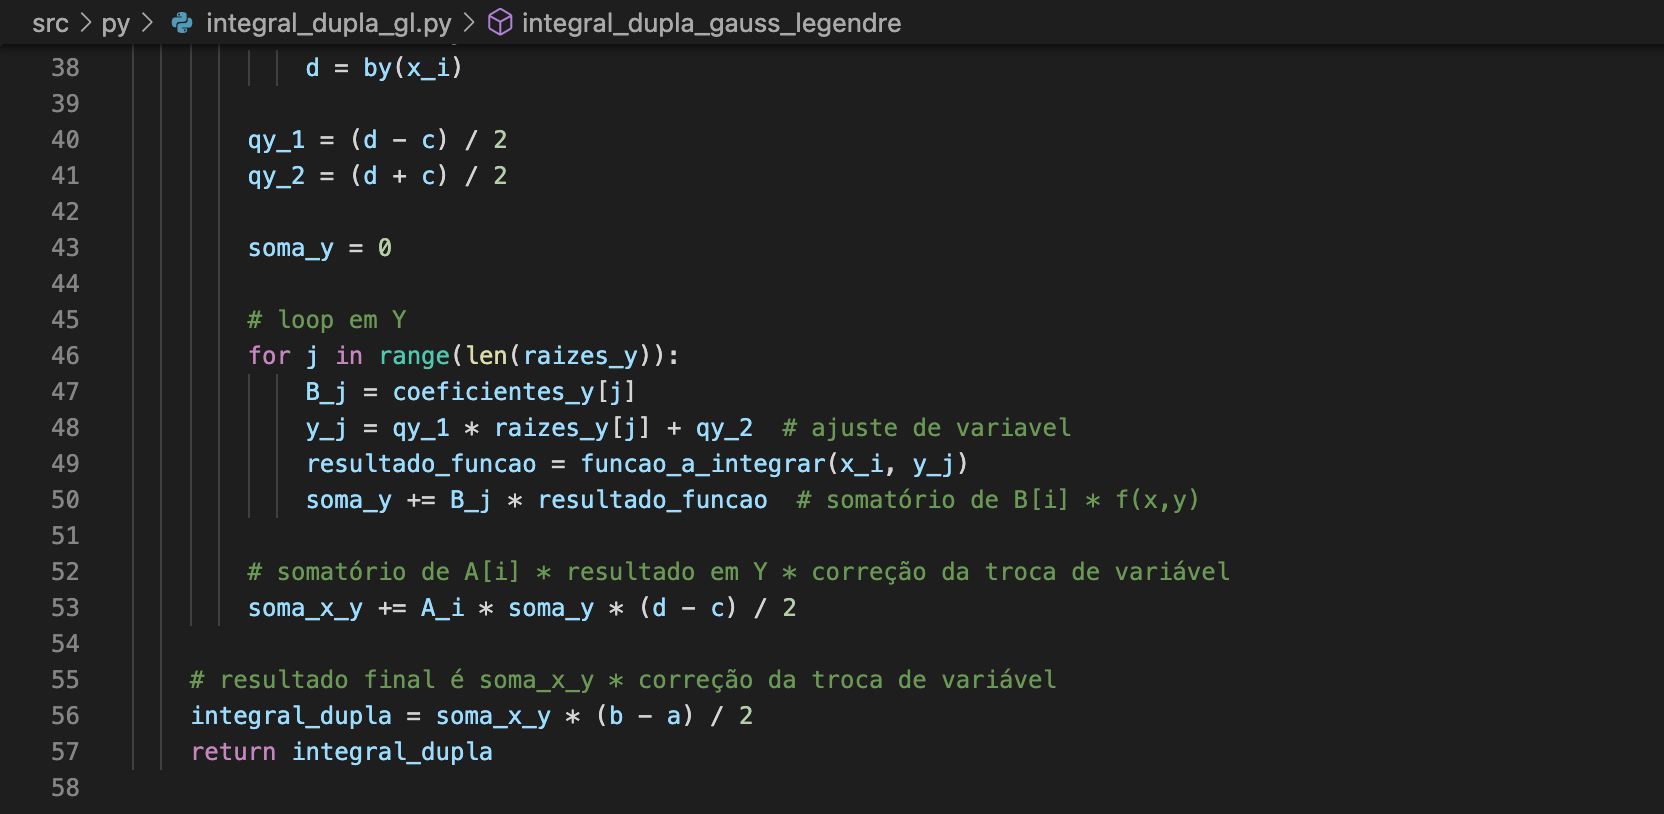 src > py > integral_dupla_gl.py > integral_dupla_gauss_legendre
38 d = by(x_i)
39
40 qy_1 = (d - c) / 2
41 qy_2 = (d + c) / 2
42
43 soma_y = 0
44
45 # loop em Y
46 for j in range(len(raizes_y)):
47 B_j = coeficientes_y[j]
48 y_j = qy_1 * raizes_y[j] + qy_2  # ajuste de variavel
49 resultado_funcao = funcao_a_integrar(x_i, y_j)
50 soma_y += B_j * resultado_funcao  # somatório de B[i] * f(x,y)
51
52 # somatório de A[i] * resultado em Y * correção da troca de variável
53 soma_x_y += A_i * soma_y * (d - c) / 2
54
55 # resultado final é soma_x_y * correção da troca de variável
56 integral_dupla = soma_x_y * (b - a) / 2
57 return integral_dupla
58